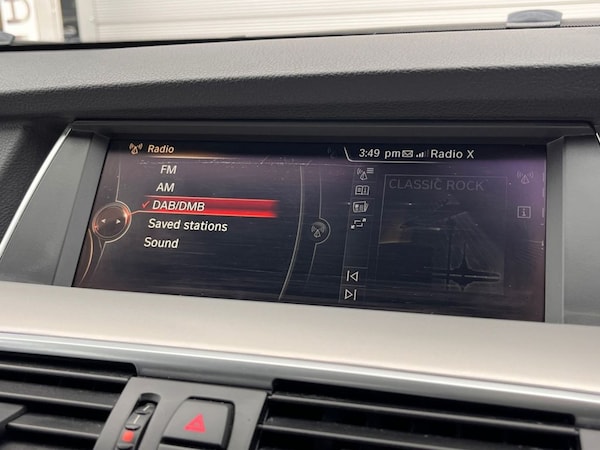 Radio
3:49 pm Radio X
FM
AM
DAB/DMB
Saved stations
Sound
CLASSIC ROCK